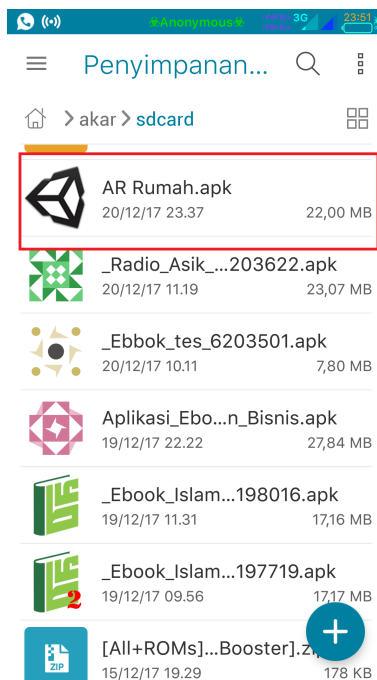 ☣Anonymous☣ 3G 23:51
Penyimpanan...
akar > sdcard
AR Rumah.apk
20/12/17 23.37 22,00 MB
_Radio_Asik_...203622.apk
20/12/17 11.19 23,07 MB
_Ebbok_tes_6203501.apk
20/12/17 10.11 7,80 MB
Aplikasi_Ebo...n_Bisnis.apk
19/12/17 22.22 27,84 MB
_Ebook_Islam...198016.apk
19/12/17 11.31 17,16 MB
_Ebook_Islam...197719.apk
2
19/12/17 09.56 17,17 MB
[All+ROMs]...Booster].zi
ZIP
15/12/17 19.29 178 KB